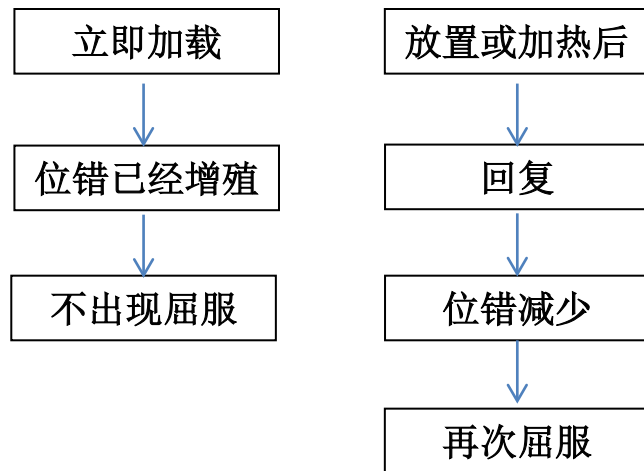 立即加载
位错已经增殖
不出现屈服
放置或加热后
回复
位错减少
再次屈服